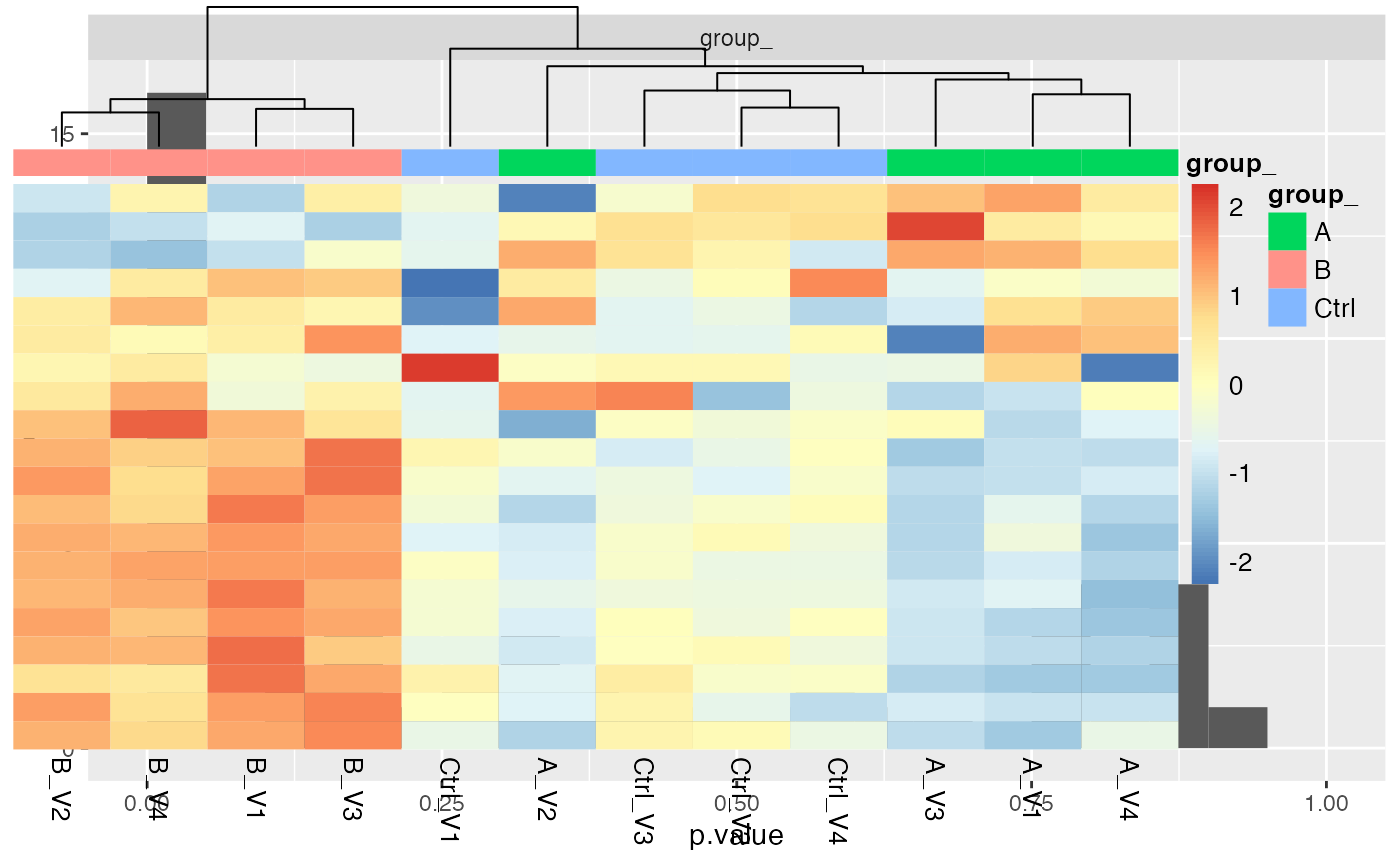 group_
15
group_
2
1
0
-1
-2
group_
A
B
Ctrl
B_V2
B_V4
B_V1
B_V3
Ctrl_V1
A_V2
Ctrl_V3
Ctrl_V4
A_V3
A_V1
A_V4
0.00
0.25
0.50
0.75
1.00
p.value